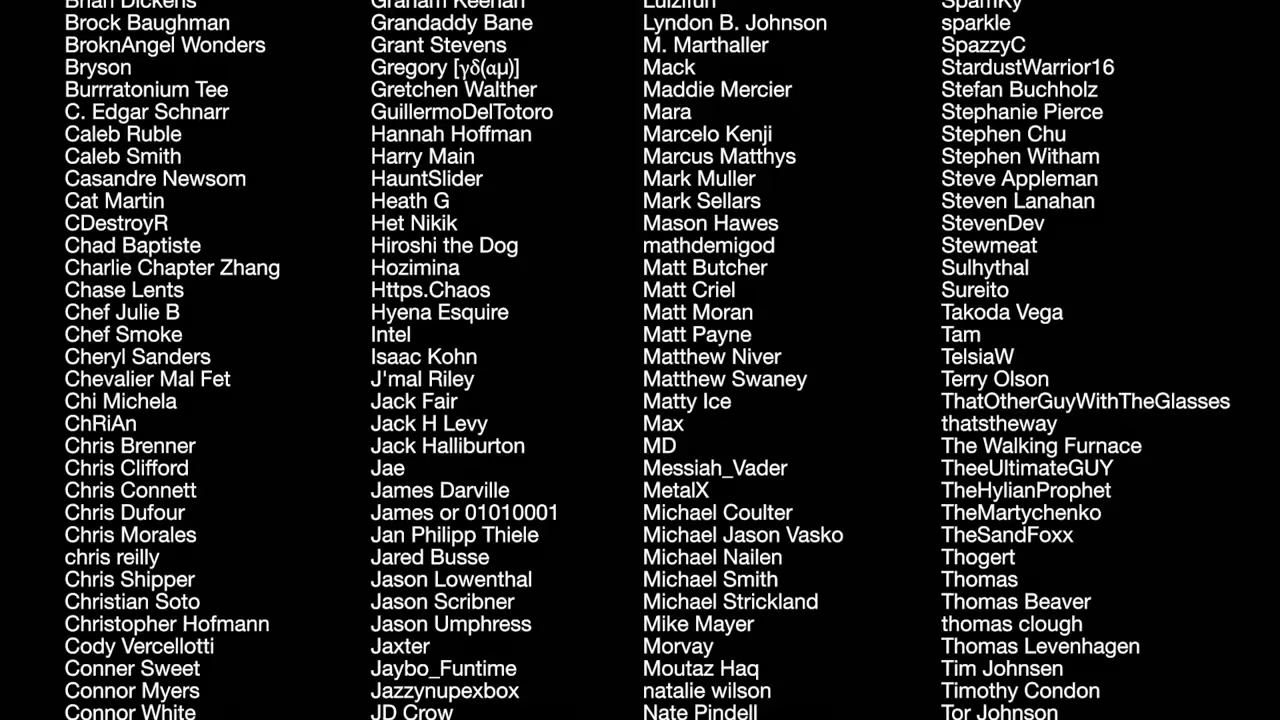 Brian Dickens
Brock Baughman
BroknAngel Wonders
Bryson
Burrratonium Tee
C. Edgar Schnarr
Caleb Ruble
Caleb Smith
Casandre Newsom
Cat Martin
CDestroyR
Chad Baptiste
Charlie Chapter Zhang
Chase Lents
Chef Julie B
Chef Smoke
Cheryl Sanders
Chevalier Mal Fet
Chi Michela
ChRiAn
Chris Brenner
Chris Clifford
Chris Connett
Chris Dufour
Chris Morales
chris reilly
Chris Shipper
Christian Soto
Christopher Hofmann
Cody Vercellotti
Conner Sweet
Connor Myers
Connor White
Graham Keenan
Grandaddy Bane
Grant Stevens
Gregory [γδ(αμ)]
Gretchen Walther
GuillermoDelTotoro
Hannah Hoffman
Harry Main
HauntSlider
Heath G
Het Nikik
Hiroshi the Dog
Hozimina
Https.Chaos
Hyena Esquire
Intel
Isaac Kohn
J'mal Riley
Jack Fair
Jack H Levy
Jack Halliburton
Jae
James Darville
James or 01010001
Jan Philipp Thiele
Jared Busse
Jason Lowenthal
Jason Scribner
Jason Umphress
Jaxter
Jaybo_Funtime
Jazzynupexbox
JD Crow
Luizifun
Lyndon B. Johnson
M. Marthaller
Mack
Maddie Mercier
Mara
Marcelo Kenji
Marcus Matthys
Mark Muller
Mark Sellars
Mason Hawes
mathdemigod
Matt Butcher
Matt Criel
Matt Moran
Matt Payne
Matthew Niver
Matthew Swaney
Matty Ice
Max
MD
Messiah_Vader
MetalX
Michael Coulter
Michael Jason Vasko
Michael Nailen
Michael Smith
Michael Strickland
Mike Mayer
Morvay
Moutaz Haq
natalie wilson
Nate Pindell
SpamKy
sparkle
SpazzyC
StardustWarrior16
Stefan Buchholz
Stephanie Pierce
Stephen Chu
Stephen Witham
Steve Appleman
Steven Lanahan
StevenDev
Stewmeat
Sulhythal
Sureito
Takoda Vega
Tam
TelsiaW
Terry Olson
ThatOtherGuyWithTheGlasses
thatstheway
The Walking Furnace
TheeUltimateGUY
TheHylianProphet
TheMartychenko
TheSandFoxx
Thogert
Thomas
Thomas Beaver
thomas clough
Thomas Levenhagen
Tim Johnsen
Timothy Condon
Tor Johnson